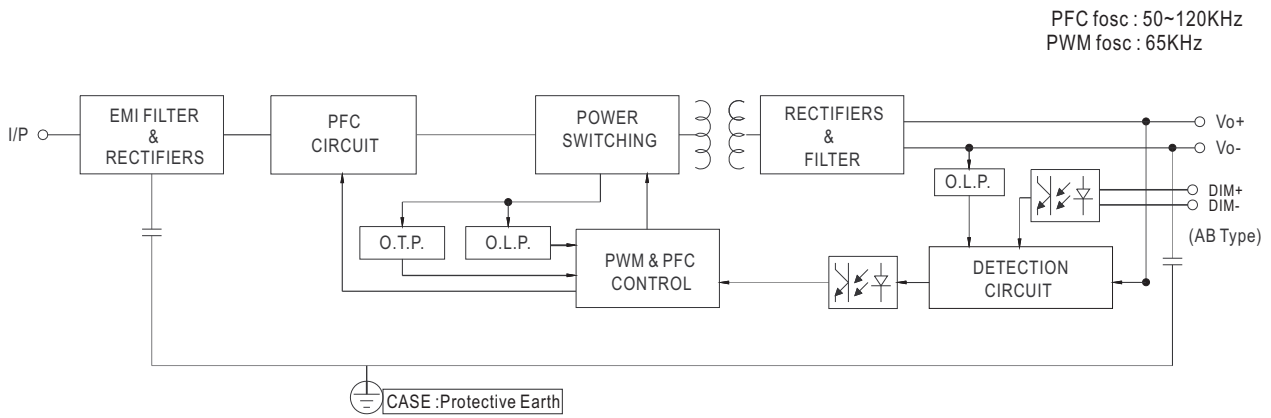 PFC fosc : 50~120KHz
PWM fosc : 65KHz
I/P
EMI FILTER
&
RECTIFIERS
PFC
CIRCUIT
POWER
SWITCHING
RECTIFIERS
&
FILTER
Vo+
Vo-
O.L.P.
DIM+
DIM-
(AB Type)
O.T.P.
O.L.P.
PWM & PFC
CONTROL
DETECTION
CIRCUIT
CASE :Protective Earth